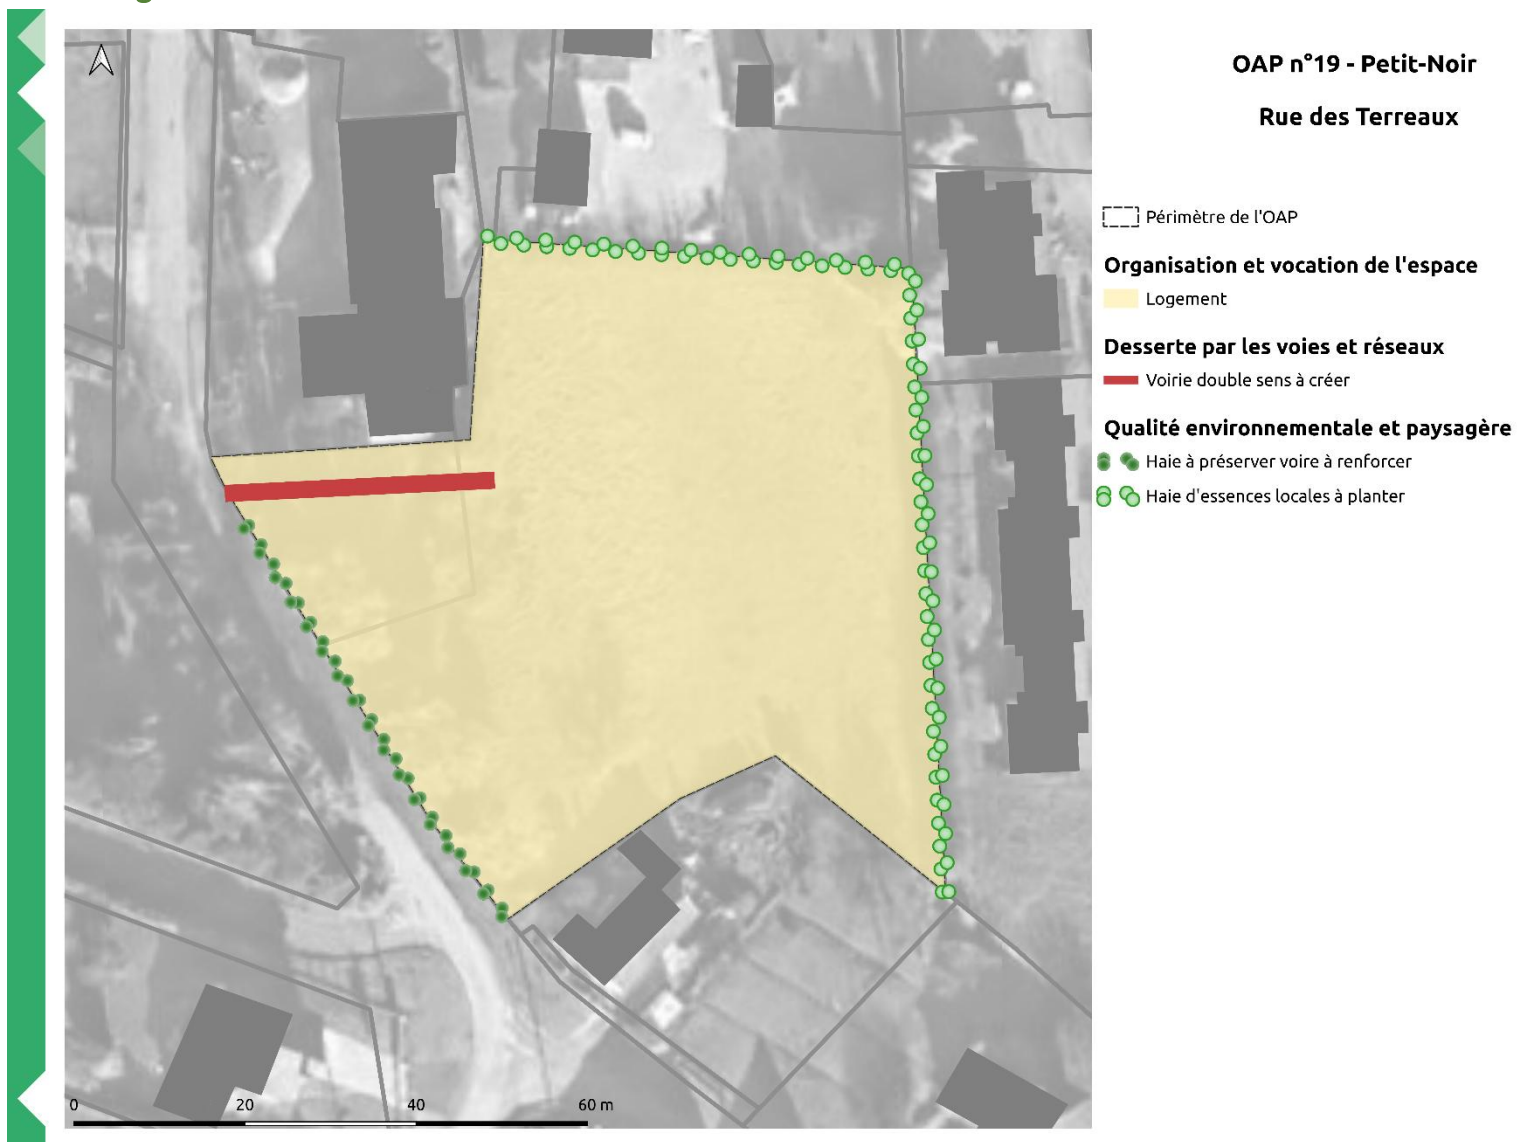 OAP n°19 - Petit-Noir
Rue des Terreaux
Périmètre de l'OAP
Organisation et vocation de l'espace
Logement
Desserte par les voies et réseaux
Voirie double sens à créer
Qualité environnementale et paysagère
Haie à préserver voire à renforcer
Haie d'essences locales à planter
0 20 40 60 m